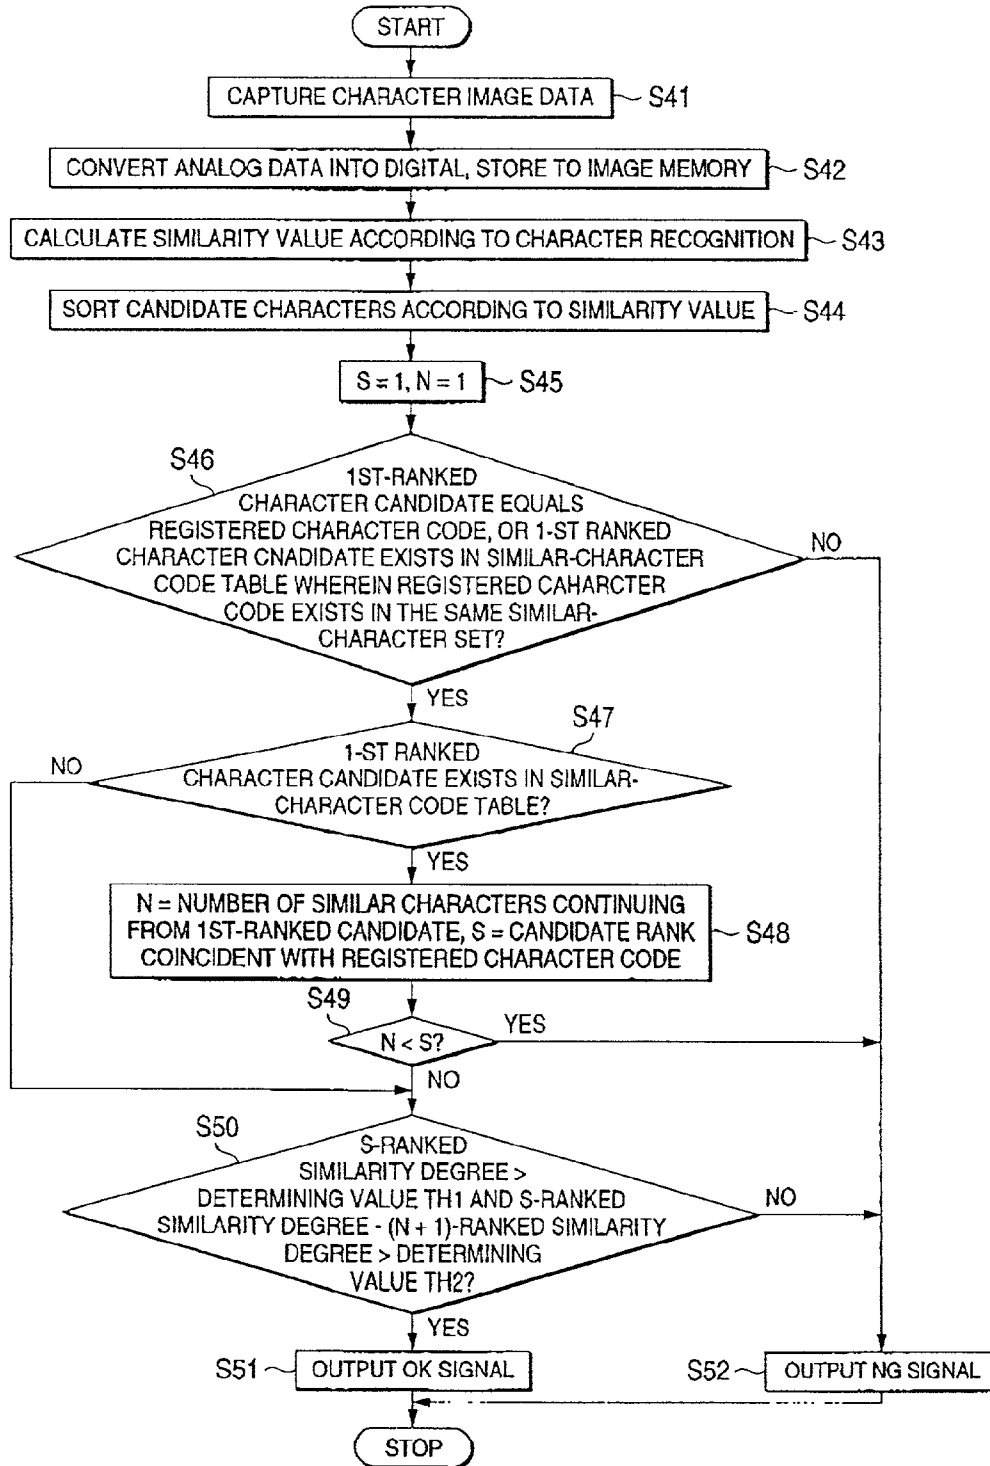 START
CAPTURE CHARACTER IMAGE DATA
S41
CONVERT ANALOG DATA INTO DIGITAL, STORE TO IMAGE MEMORY
S42
CALCULATE SIMILARITY VALUE ACCORDING TO CHARACTER RECOGNITION
S43
SORT CANDIDATE CHARACTERS ACCORDING TO SIMILARITY VALUE
S44
S = 1, N = 1
S45
S46
1ST-RANKED
CHARACTER CANDIDATE EQUALS
REGISTERED CHARACTER CODE, OR 1-ST RANKED
CHARACTER CNADIDATE EXISTS IN SIMILAR-CHARACTER
CODE TABLE WHEREIN REGISTERED CAHARCTER
CODE EXISTS IN THE SAME SIMILAR-
CHARACTER SET?
NO
YES
S47
1-ST RANKED
CHARACTER CANDIDATE EXISTS IN SIMILAR-
CHARACTER CODE TABLE?
NO
YES
N = NUMBER OF SIMILAR CHARACTERS CONTINUING
FROM 1ST-RANKED CANDIDATE, S = CANDIDATE RANK
COINCIDENT WITH REGISTERED CHARACTER CODE
S48
S49
N < S?
YES
NO
S50
S-RANKED
SIMILARITY DEGREE >
DETERMINING VALUE TH1 AND S-RANKED
SIMILARITY DEGREE - (N + 1)-RANKED SIMILARITY
DEGREE > DETERMINING
VALUE TH2?
NO
YES
S51
OUTPUT OK SIGNAL
S52
OUTPUT NG SIGNAL
STOP